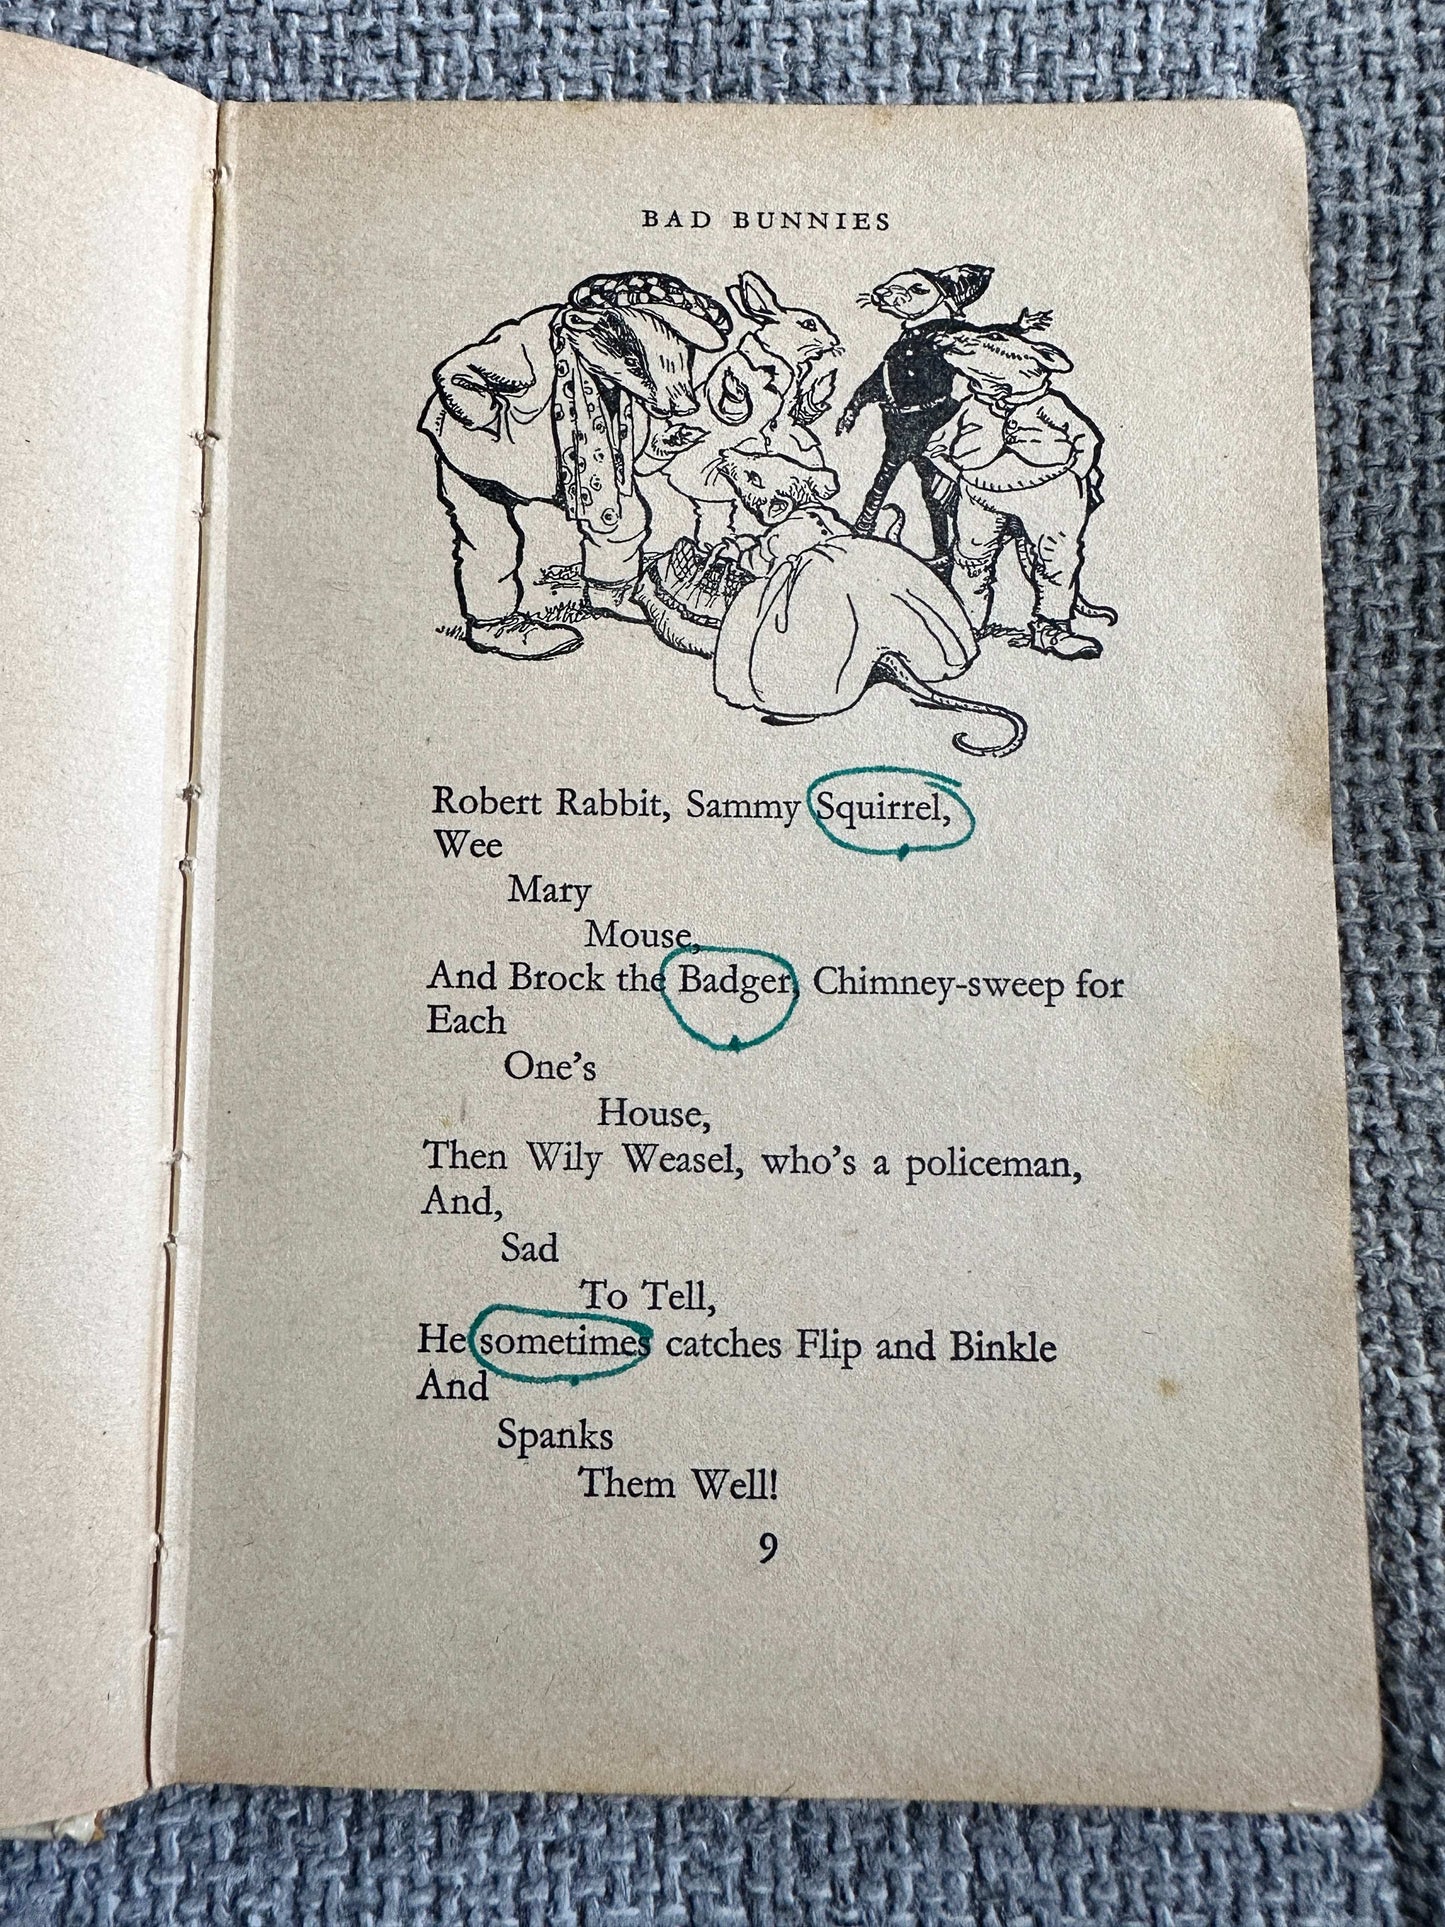 BAD BUNNIES
Robert Rabbit, Sammy Squirrel,
Wee
Mary
Mouse,
And Brock the Badger, Chimney-sweep for
Each
One's
House,
Then Wily Weasel, who's a policeman,
And,
Sad
To Tell,
He sometimes catches Flip and Binkle
And
Spanks
Them Well!
9